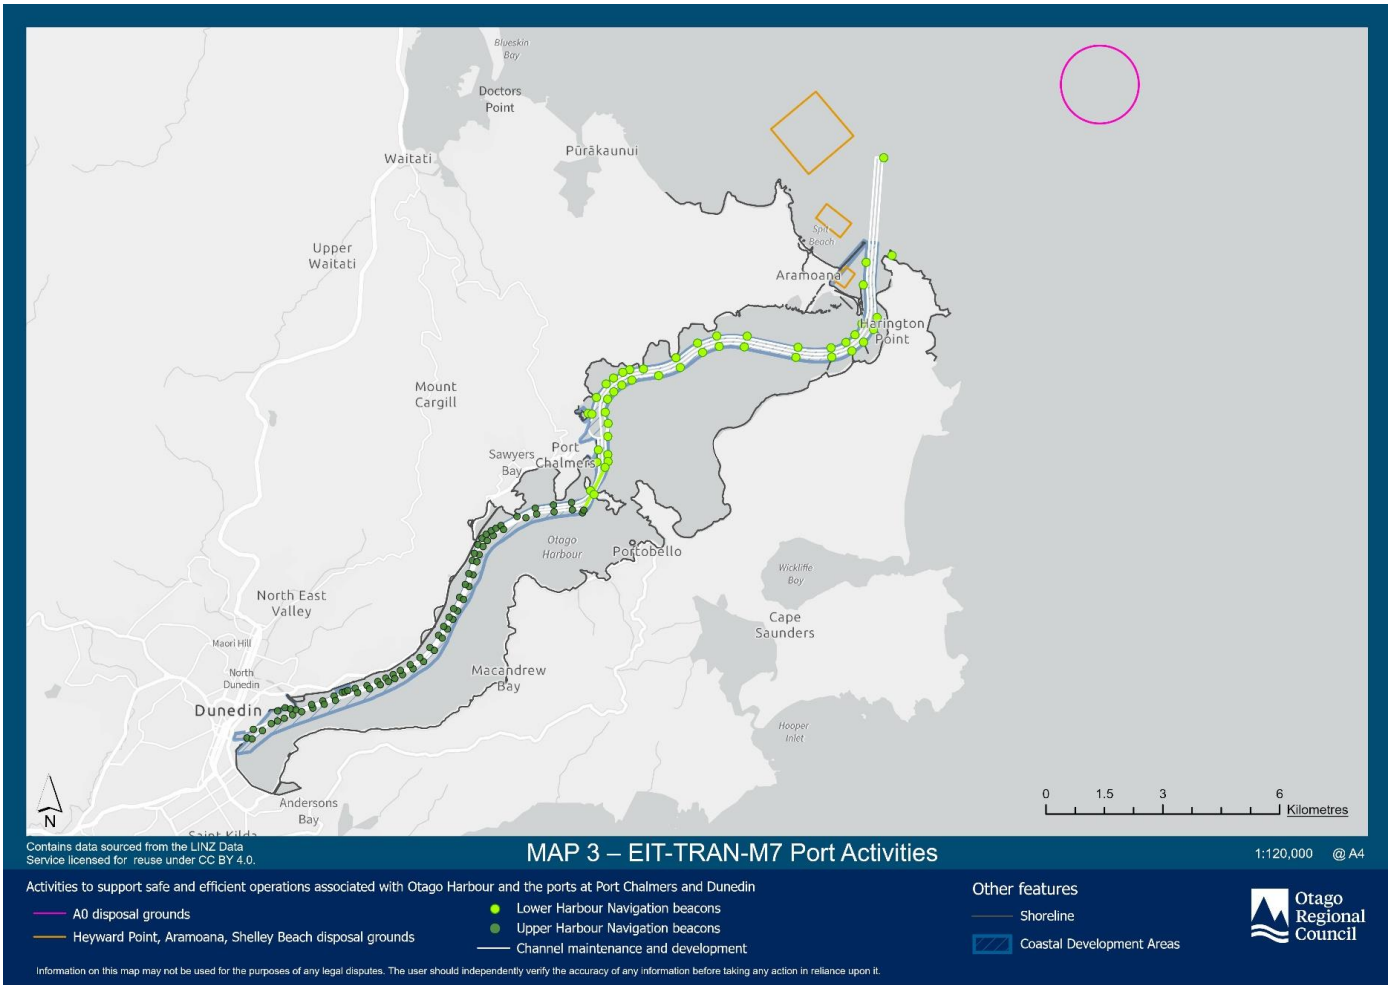 Blueskin
Bay
Doctors
Point
Waitati
Pūrākaunui
Upper
Waitati
Spit
Beach
Aramoana
Harington
Point
Mount
Cargill
Port
Chalmers
Sawyers
Bay
Otago
Harbour
Portobello
Wickliffe
Bay
North East
Valley
Cape
Saunders
Maori Hill
North
Dunedin
Macandrew
Bay
Dunedin
Hooper
Inlet
Andersons
Bay
Saint Kilda
N
0 1.5 3 6
Kilometres
Contains data sourced from the LINZ Data
Service licensed for reuse under CC BY 4.0.
MAP 3 – EIT-TRAN-M7 Port Activities
1:120,000 @ A4
Activities to support safe and efficient operations associated with Otago Harbour and the ports at Port Chalmers and Dunedin
A0 disposal grounds
Heyward Point, Aramoana, Shelley Beach disposal grounds
Lower Harbour Navigation beacons
Upper Harbour Navigation beacons
Channel maintenance and development
Other features
Shoreline
Coastal Development Areas
Otago
Regional
Council
Information on this map may not be used for the purposes of any legal disputes. The user should independently verify the accuracy of any information before taking any action in reliance upon it.